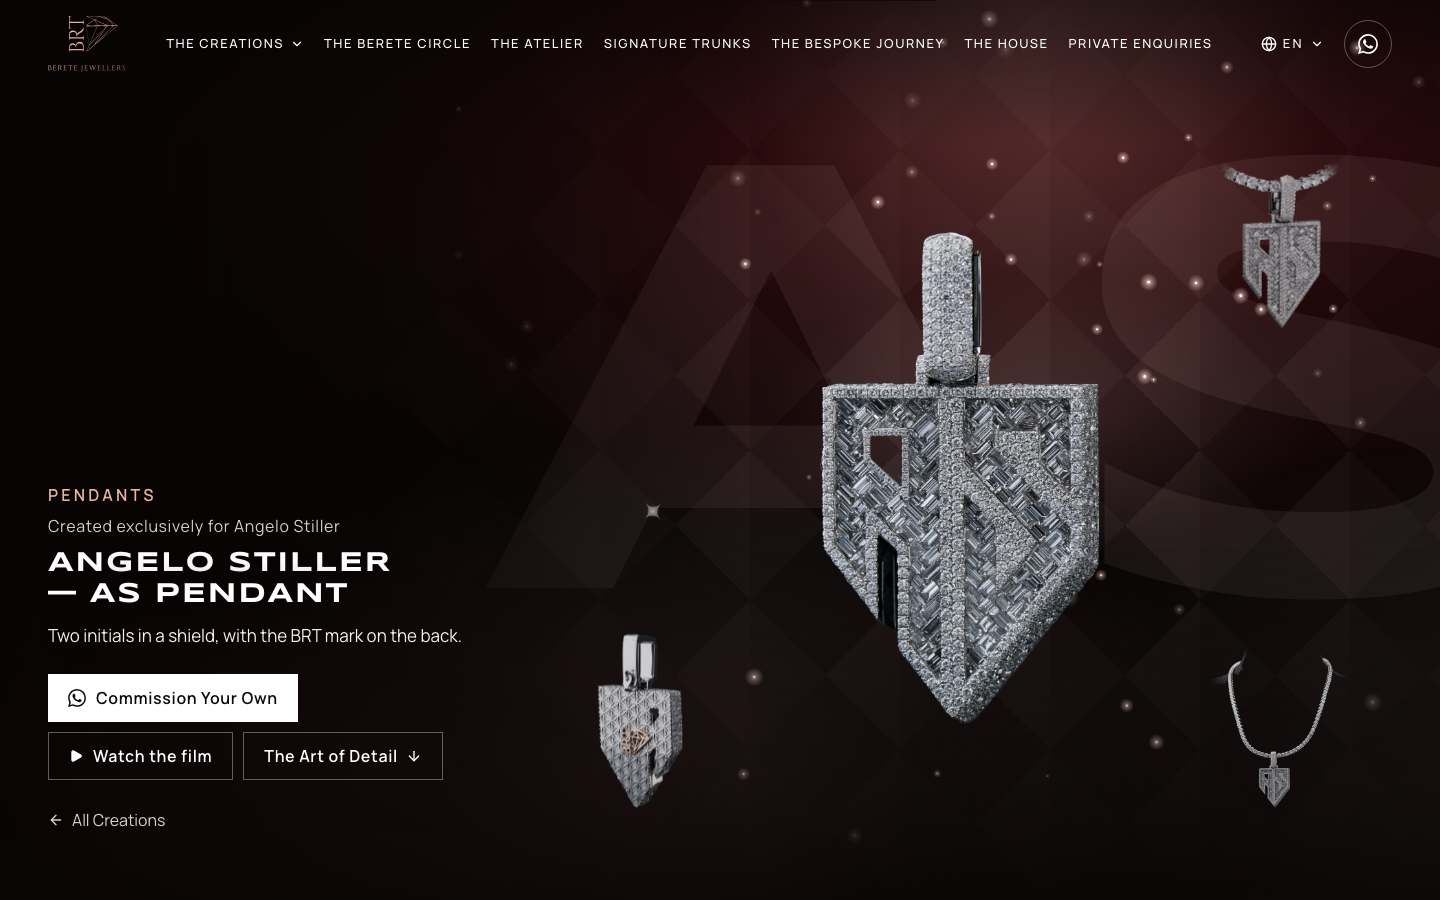 BRT
BERETE JEWELLERS
THE CREATIONS
THE BERETE CIRCLE
THE ATELIER
SIGNATURE TRUNKS
THE BESPOKE JOURNEY
THE HOUSE
PRIVATE ENQUIRIES
EN
AS
PENDANTS
Created exclusively for Angelo Stiller
ANGELO STILLER
— AS PENDANT
Two initials in a shield, with the BRT mark on the back.
Commission Your Own
Watch the film
The Art of Detail
All Creations